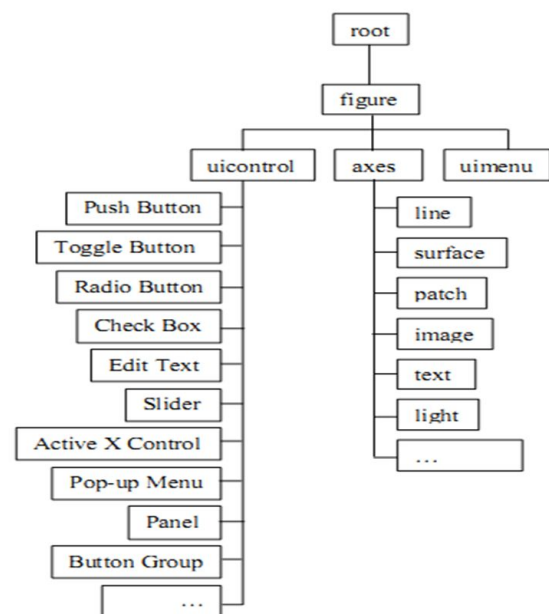 root
figure
uicontrol
axes
uimenu
Push Button
Toggle Button
Radio Button
Check Box
Edit Text
Slider
Active X Control
Pop-up Menu
Panel
Button Group
…
line
surface
patch
image
text
light
…